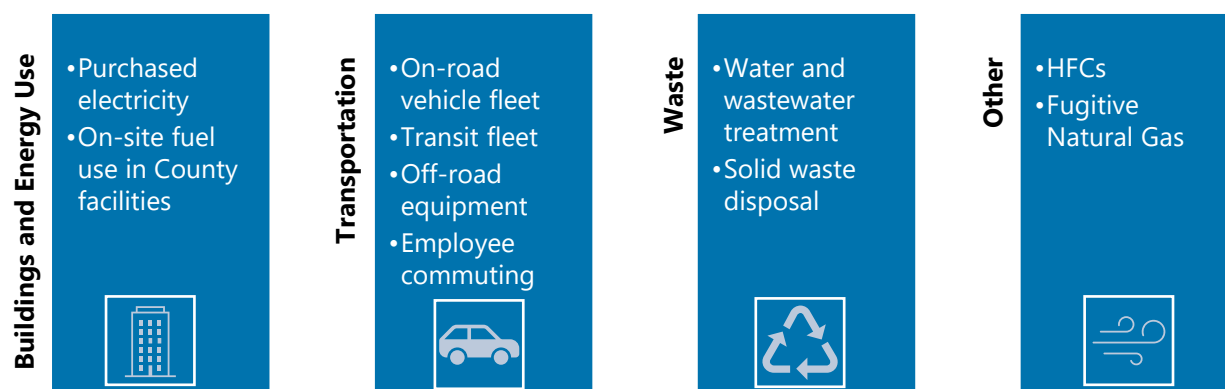 Buildings and Energy Use
•Purchased
electricity
•On-site fuel
use in County
facilities
Transportation
•On-road
vehicle fleet
•Transit fleet
•Off-road
equipment
•Employee
commuting
Waste
•Water and
wastewater
treatment
•Solid waste
disposal
Other
•HFCs
•Fugitive
Natural Gas